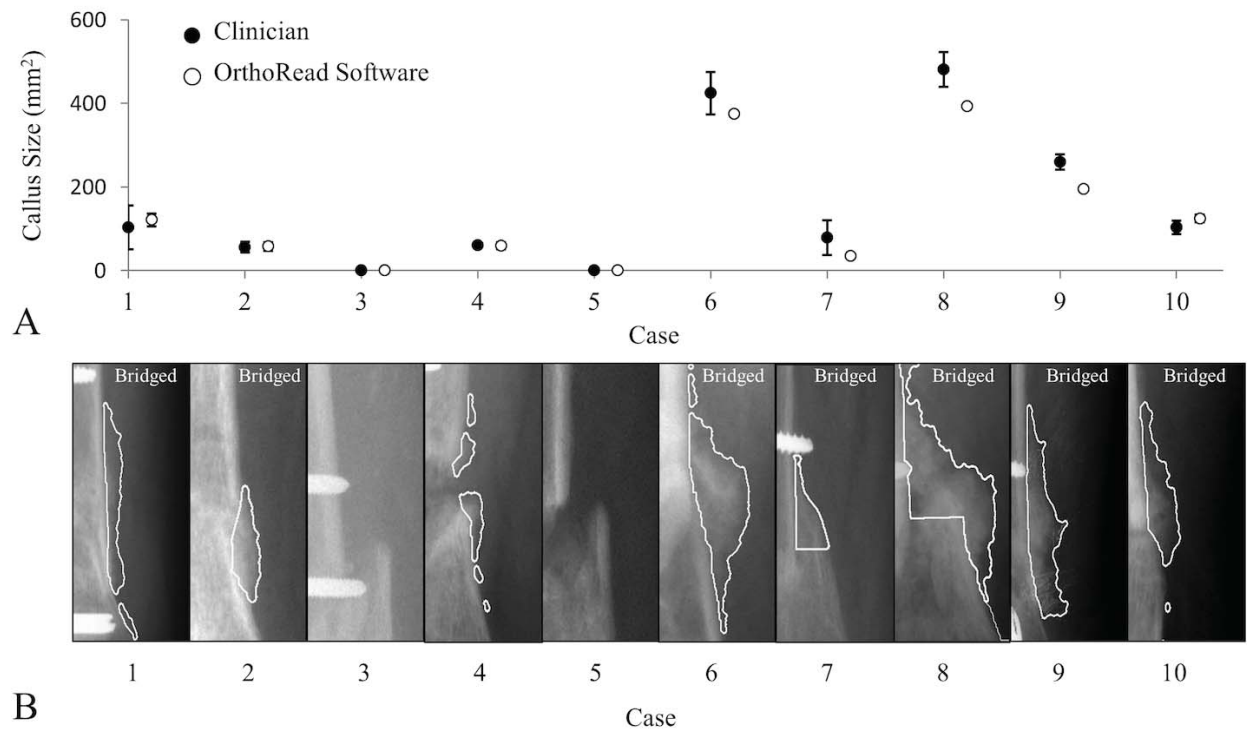 600
Clinician
OrthoRead Software
400
200
0
Callus Size (mm²)
1 2 3 4 5 6 7 8 9 10
Case
A
Bridged Bridged Bridged Bridged Bridged Bridged Bridged
1 2 3 4 5 6 7 8 9 10
Case
B